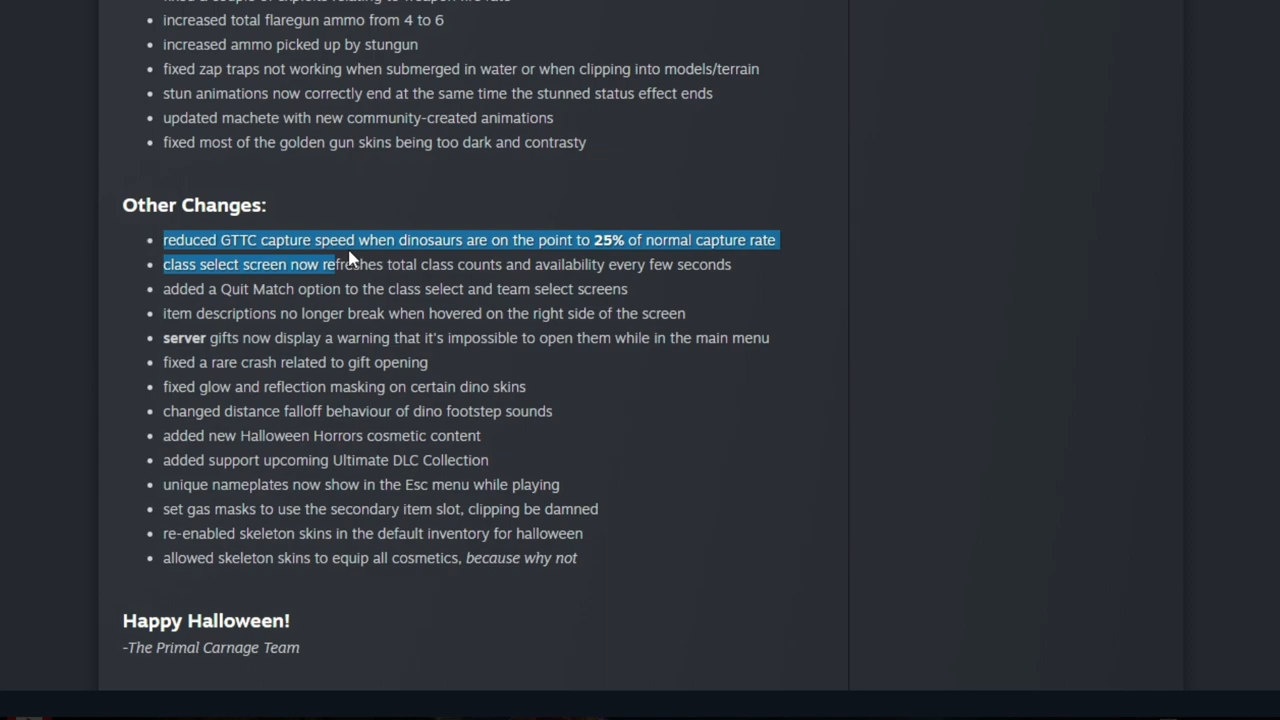 increased total flaregun ammo from 4 to 6
increased ammo picked up by stungun
fixed zap traps not working when submerged in water or when clipping into models/terrain
stun animations now correctly end at the same time the stunned status effect ends
updated machete with new community-created animations
fixed most of the golden gun skins being too dark and contrasty
Other Changes:
reduced GTTC capture speed when dinosaurs are on the point to 25% of normal capture rate
class select screen now refreshes total class counts and availability every few seconds
added a Quit Match option to the class select and team select screens
item descriptions no longer break when hovered on the right side of the screen
server gifts now display a warning that it's impossible to open them while in the main menu
fixed a rare crash related to gift opening
fixed glow and reflection masking on certain dino skins
changed distance falloff behaviour of dino footstep sounds
added new Halloween Horrors cosmetic content
added support upcoming Ultimate DLC Collection
unique nameplates now show in the Esc menu while playing
set gas masks to use the secondary item slot, clipping be damned
re-enabled skeleton skins in the default inventory for halloween
allowed skeleton skins to equip all cosmetics, because why not
Happy Halloween!
-The Primal Carnage Team